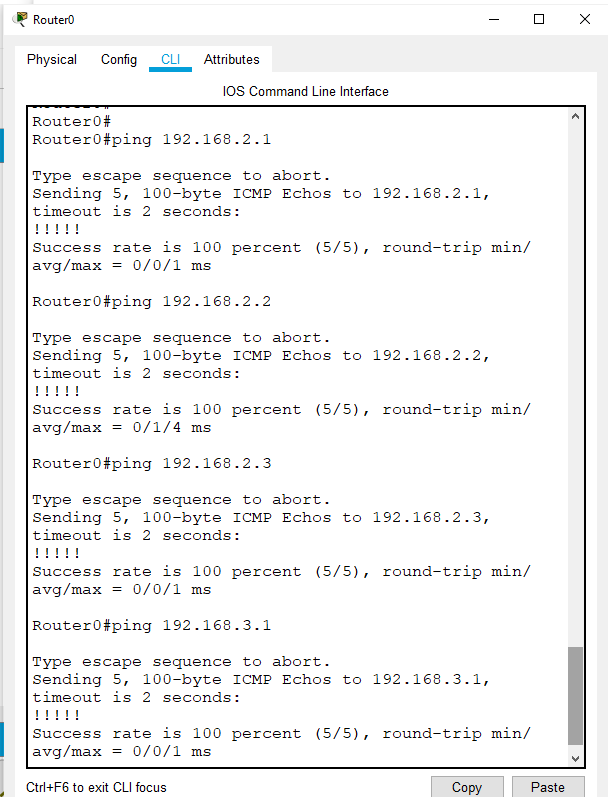 Router0
Physical Config CLI Attributes
IOS Command Line Interface
Router0#
Router0#ping 192.168.2.1
Type escape sequence to abort.
Sending 5, 100-byte ICMP Echos to 192.168.2.1,
timeout is 2 seconds:
!!!!!
Success rate is 100 percent (5/5), round-trip min/
avg/max = 0/0/1 ms
Router0#ping 192.168.2.2
Type escape sequence to abort.
Sending 5, 100-byte ICMP Echos to 192.168.2.2,
timeout is 2 seconds:
!!!!!
Success rate is 100 percent (5/5), round-trip min/
avg/max = 0/1/4 ms
Router0#ping 192.168.2.3
Type escape sequence to abort.
Sending 5, 100-byte ICMP Echos to 192.168.2.3,
timeout is 2 seconds:
!!!!!
Success rate is 100 percent (5/5), round-trip min/
avg/max = 0/0/1 ms
Router0#ping 192.168.3.1
Type escape sequence to abort.
Sending 5, 100-byte ICMP Echos to 192.168.3.1,
timeout is 2 seconds:
!!!!!
Success rate is 100 percent (5/5), round-trip min/
avg/max = 0/0/1 ms
Ctrl+F6 to exit CLI focus
Copy Paste